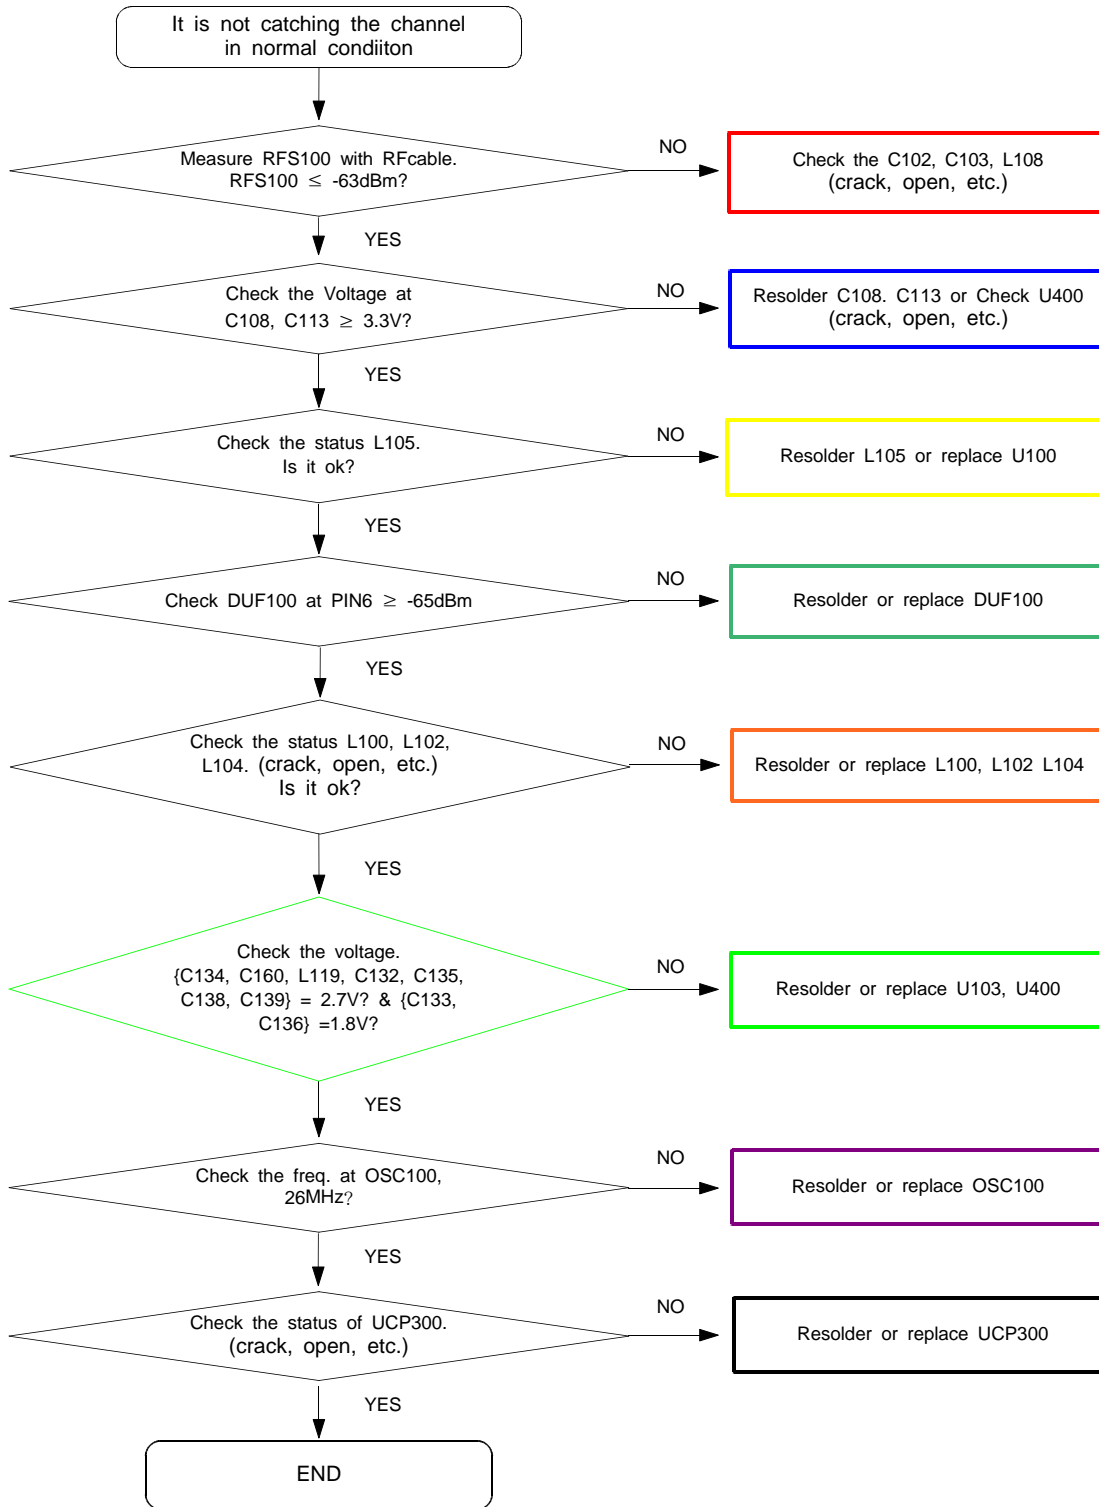 It is not catching the channel
in normal condiiton
Measure RFS100 with RFcable.
RFS100 ≤ -63dBm?
NO
Check the C102, C103, L108
(crack, open, etc.)
YES
Check the Voltage at
C108, C113 ≥ 3.3V?
NO
Resolder C108. C113 or Check U400
(crack, open, etc.)
YES
Check the status L105.
Is it ok?
NO
Resolder L105 or replace U100
YES
Check DUF100 at PIN6 ≥ -65dBm
NO
Resolder or replace DUF100
YES
Check the status L100, L102,
L104. (crack, open, etc.)
Is it ok?
NO
Resolder or replace L100, L102 L104
YES
Check the voltage.
{C134, C160, L119, C132, C135,
C138, C139} = 2.7V? & {C133,
C136} =1.8V?
NO
Resolder or replace U103, U400
YES
Check the freq. at OSC100,
26MHz?
NO
Resolder or replace OSC100
YES
Check the status of UCP300.
(crack, open, etc.)
NO
Resolder or replace UCP300
YES
END